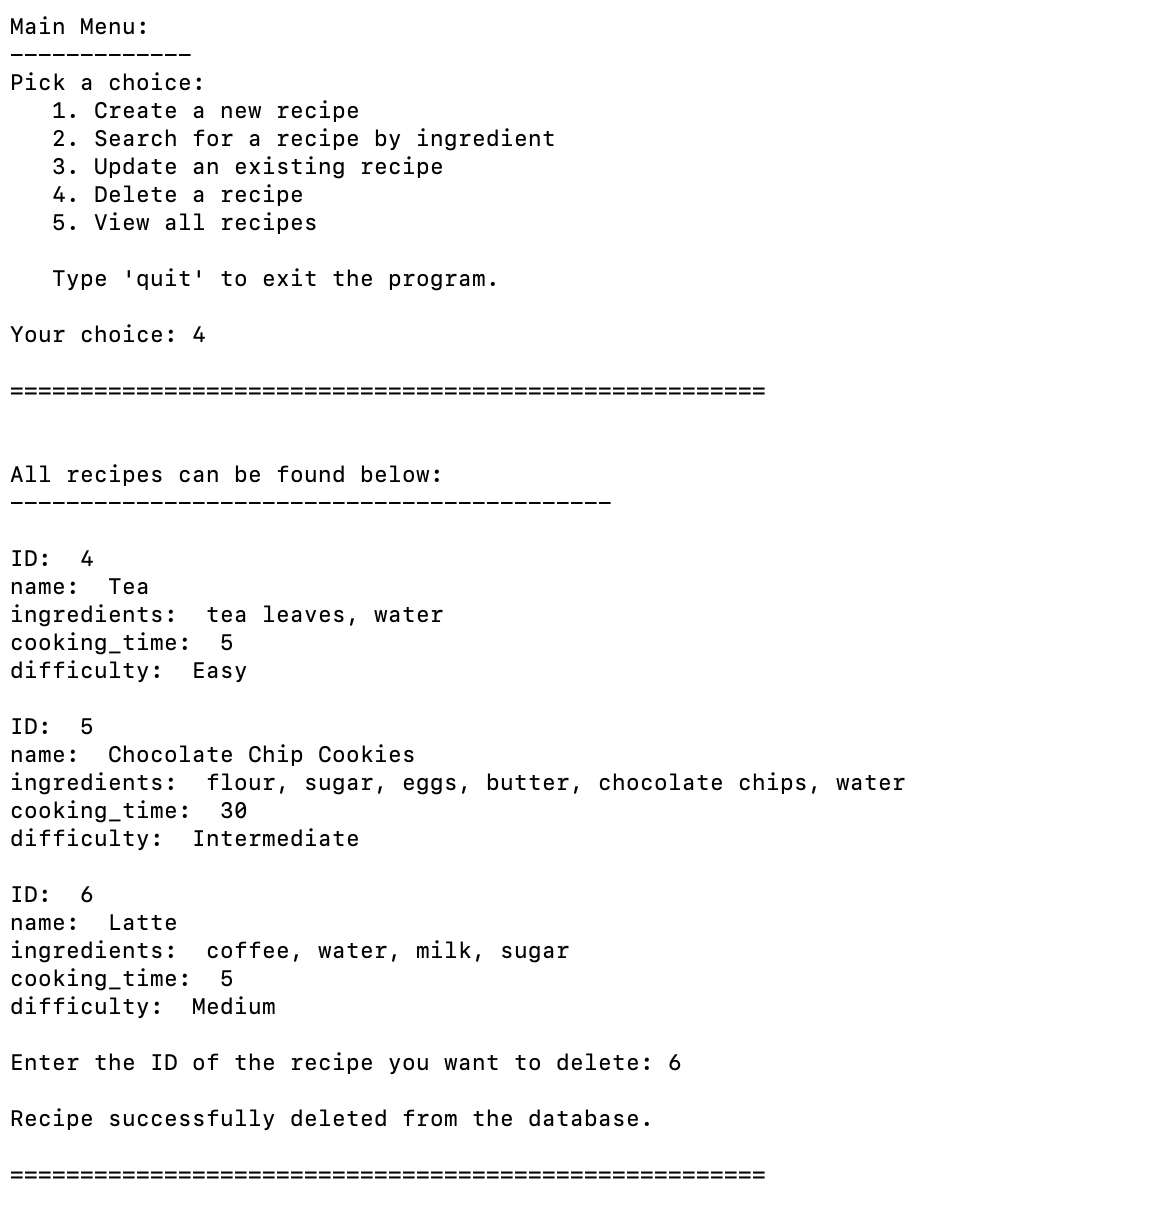 Main Menu:
-------------
Pick a choice:
   1. Create a new recipe
   2. Search for a recipe by ingredient
   3. Update an existing recipe
   4. Delete a recipe
   5. View all recipes

   Type 'quit' to exit the program.

Your choice: 4

======================================================


All recipes can be found below:
-------------------------------------------

ID:  4
name:  Tea
ingredients:  tea leaves, water
cooking_time:  5
difficulty:  Easy

ID:  5
name:  Chocolate Chip Cookies
ingredients:  flour, sugar, eggs, butter, chocolate chips, water
cooking_time:  30
difficulty:  Intermediate

ID:  6
name:  Latte
ingredients:  coffee, water, milk, sugar
cooking_time:  5
difficulty:  Medium

Enter the ID of the recipe you want to delete: 6

Recipe successfully deleted from the database.

======================================================